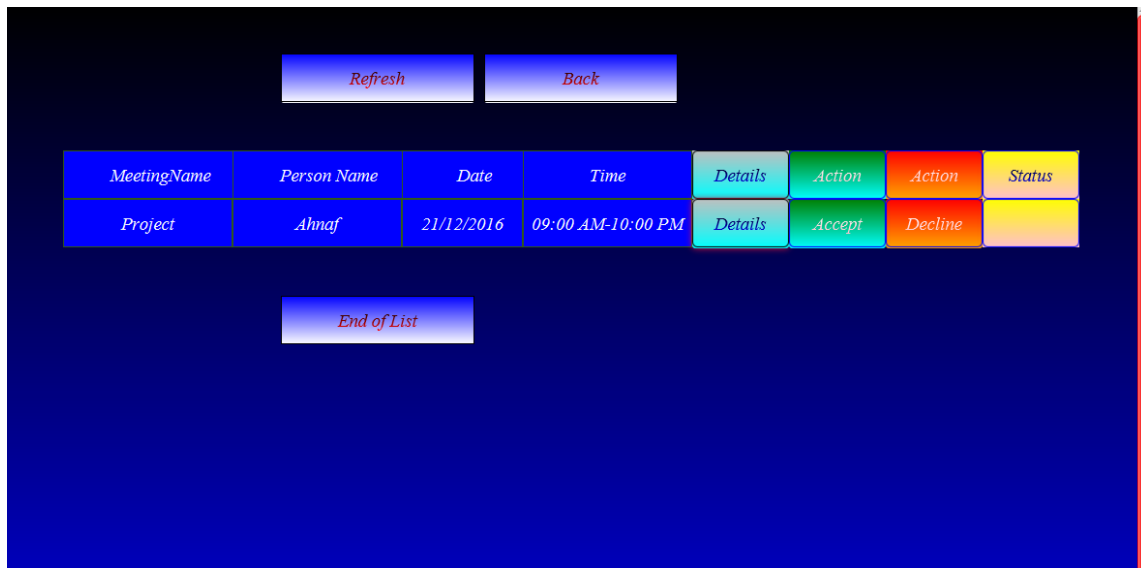 Refresh Back
MeetingName Person Name Date Time Details Action Action Status
Project Ahnaf 21/12/2016 09:00 AM-10:00 PM Details Accept Decline
End of List